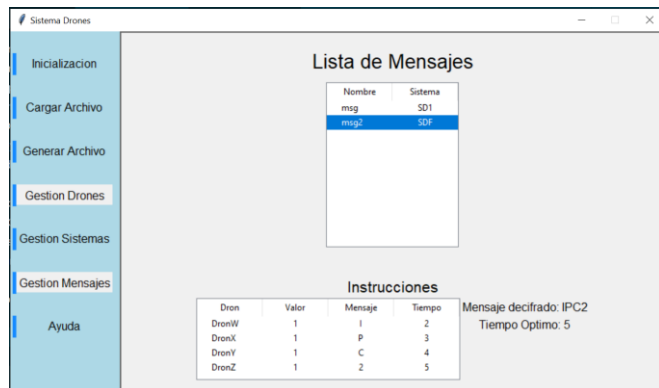 Sistema Drones
Inicializacion
Cargar Archivo
Generar Archivo
Gestion Drones
Gestion Sistemas
Gestion Mensajes
Ayuda
Lista de Mensajes
Nombre Sistema
msg SD1
msg2 SDF
Instrucciones
Dron Valor Mensaje Tiempo
DronW 1 I 2
DronX 1 P 3
DronY 1 C 4
DronZ 1 2 5
Mensaje decifrado: IPC2
Tiempo Optimo: 5